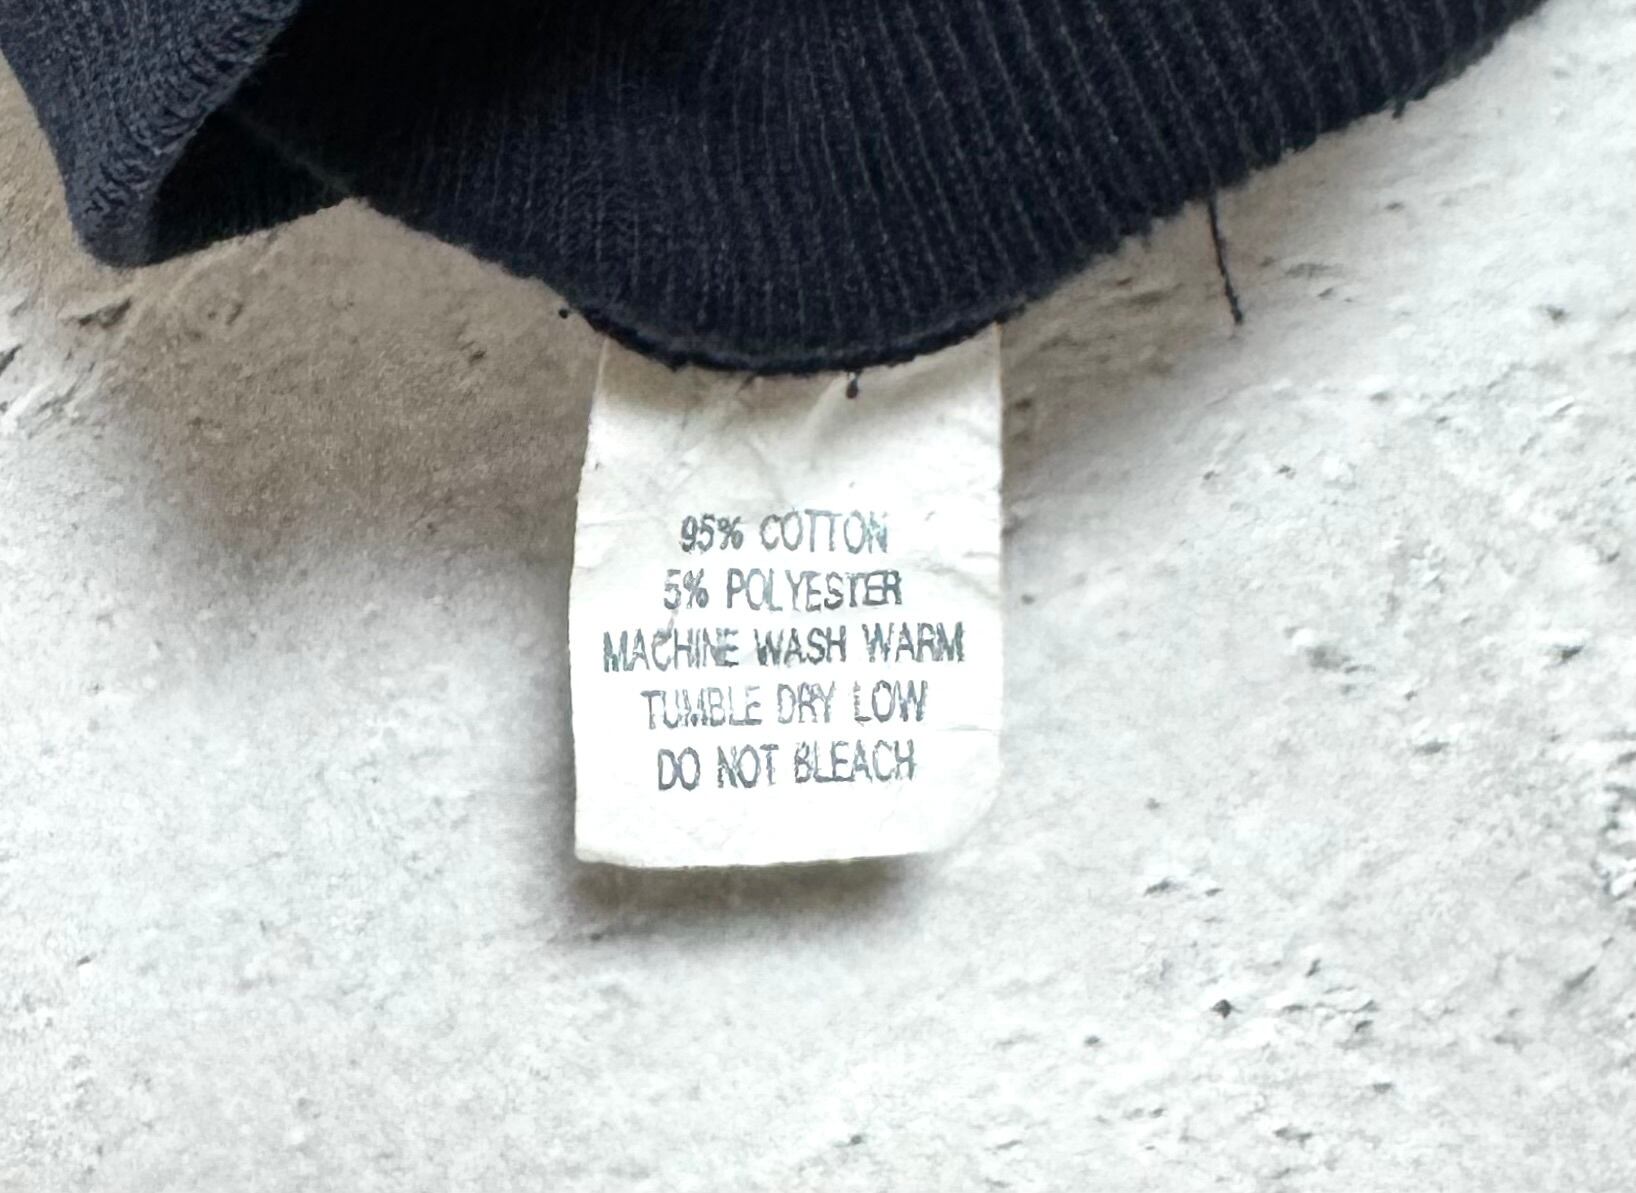 95% COTTON
5% POLYESTER
MACHINE WASH WARM
TUMBLE DRY LOW
DO NOT BLEACH